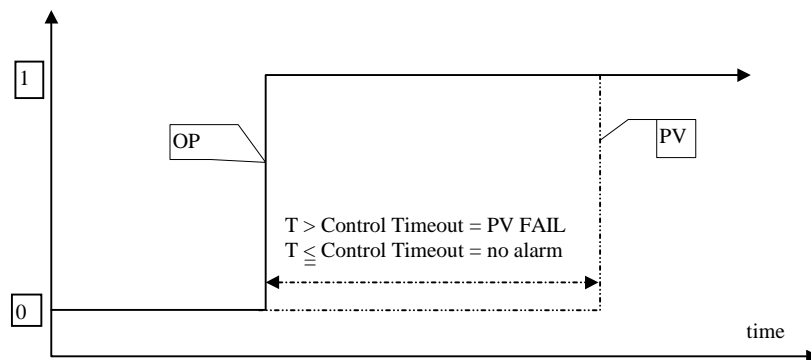 1
OP
PV
T > Control Timeout = PV FAIL
T ≦ Control Timeout = no alarm
0
time